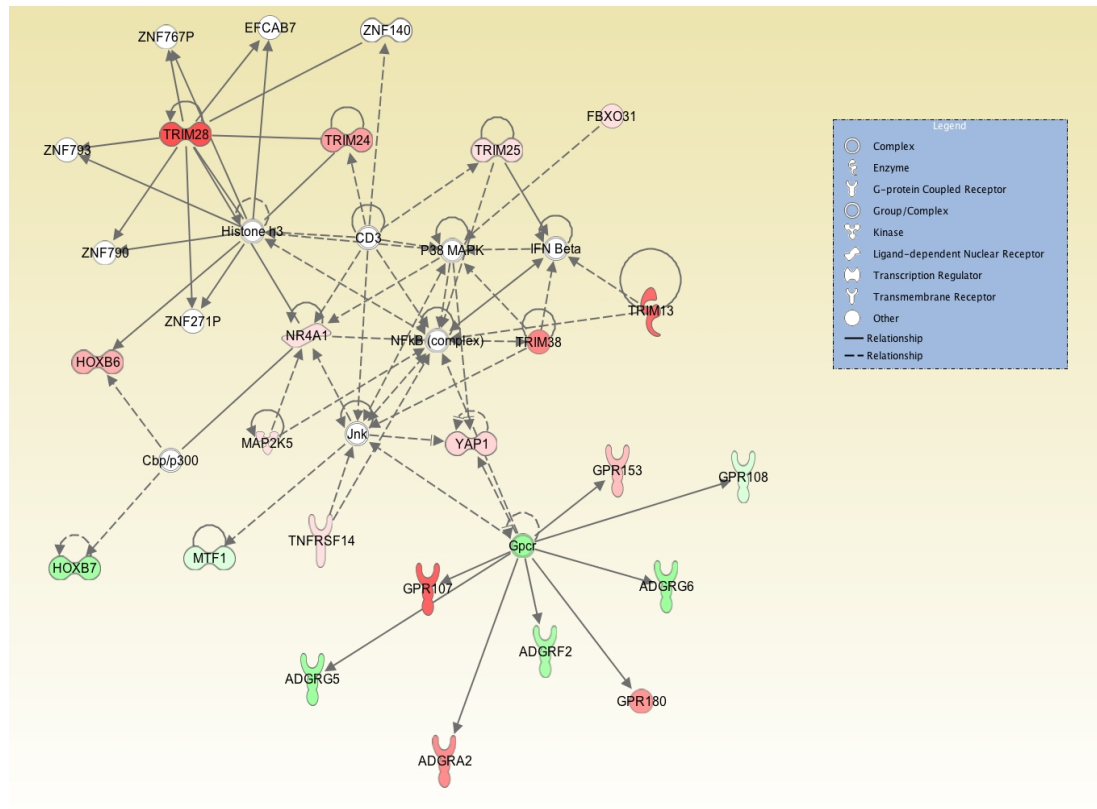 ZNF767P
EFCAB7
ZNF140
FBXO31
TRIM28
TRIM24
TRIM25
ZNF793
Histone h3
CD3
P38 MAPK
IFN Beta
ZNF790
ZNF271P
NR4A1
NFkB (complex)
TRIM38
TRIM13
HOXB6
MAP2K5
Jnk
YAP1
Cbp/p300
GPR153
GPR108
TNFRSF14
Gpcr
HOXB7
MTF1
GPR107
ADGRG6
ADGRF2
ADGRG5
GPR180
ADGRA2
Legend
Complex
Enzyme
G-protein Coupled Receptor
Group/Complex
Kinase
Ligand-dependent Nuclear Receptor
Transcription Regulator
Transmembrane Receptor
Other
Relationship
Relationship